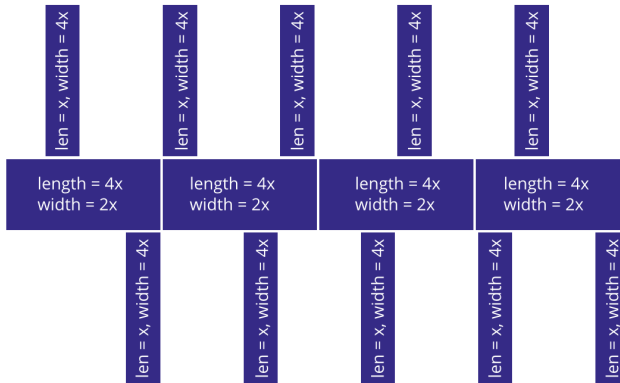 len = x, width = 4x
len = x, width = 4x
len = x, width = 4x
len = x, width = 4x
len = x, width = 4x
length = 4x
width = 2x
length = 4x
width = 2x
length = 4x
width = 2x
length = 4x
width = 2x
len = x, width = 4x
len = x, width = 4x
len = x, width = 4x
len = x, width = 4x
len = x, width = 4x